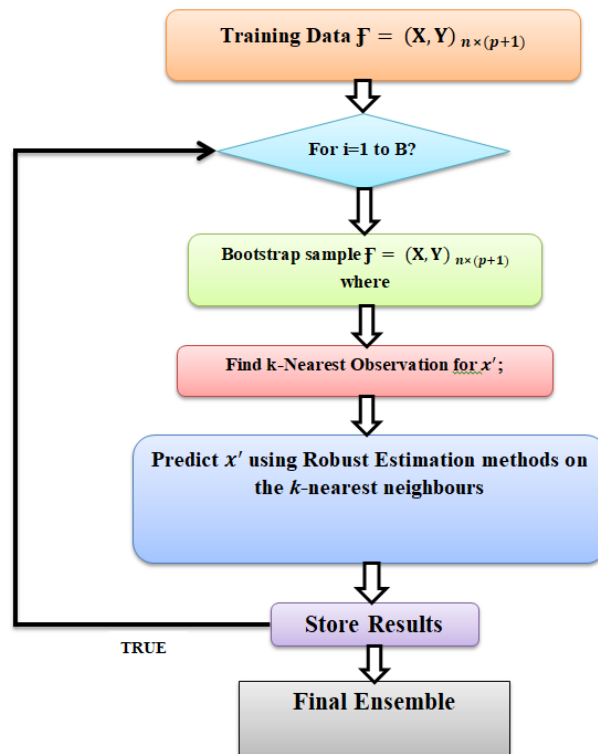 Training Data Ƒ = (X, Y) n×(p+1)
For i=1 to B?
Bootstrap sample Ƒ = (X, Y) n×(p+1)
where
Find k-Nearest Observation for x′;
Predict x′ using Robust Estimation methods on
the k-nearest neighbours
Store Results
TRUE
Final Ensemble